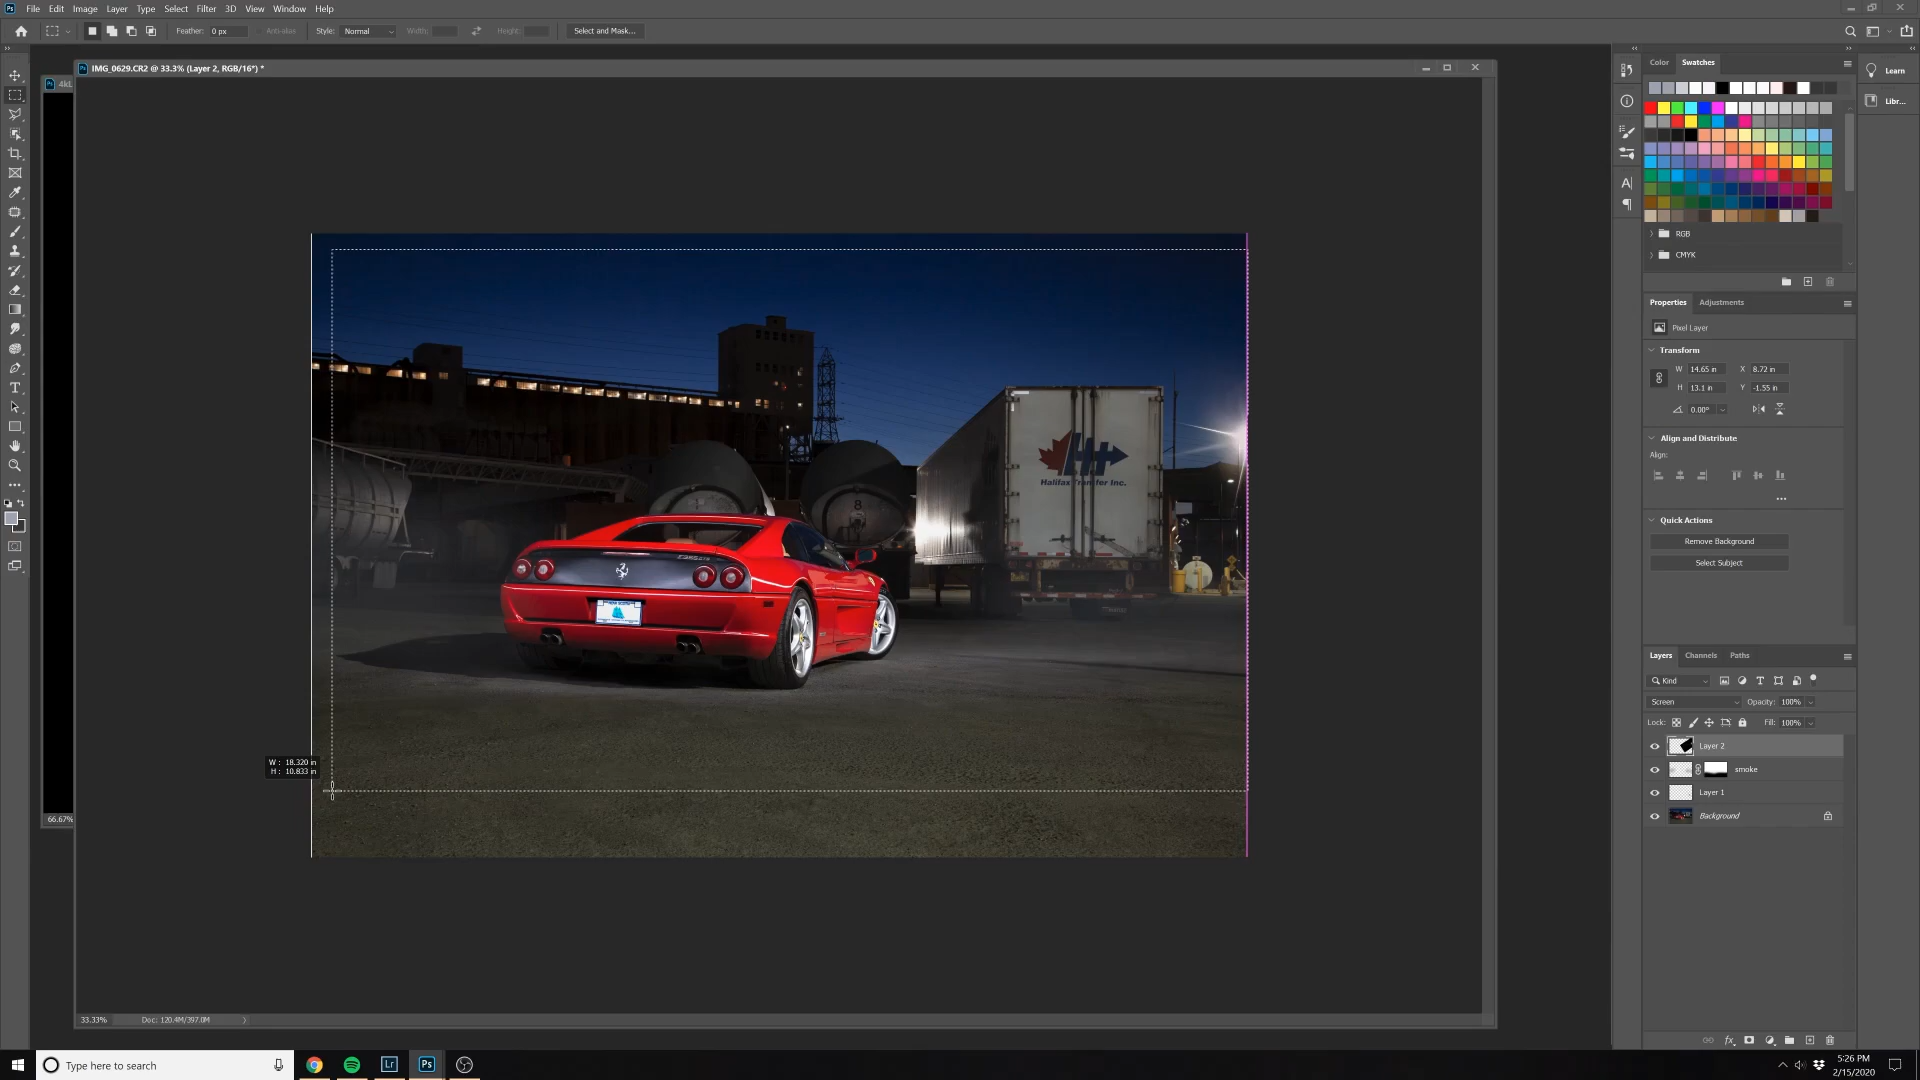 Ps File Edit Image Layer Type Select Filter 3D View Window Help
Feather: 0 px Anti-alias Style: Normal Width: Height: Select and Mask...
IMG_0629.CR2 @ 33.3% (Layer 2, RGB/16*) *
4kL
Color Swatches
Learn
Libr...
RGB
CMYK
Properties Adjustments
Pixel Layer
Transform
W 14.65 in X 8.72 in
H 13.1 in Y -1.55 in
0.00°
Align and Distribute
Align:
Quick Actions
Remove Background
Select Subject
Layers Channels Paths
Kind
Screen Opacity: 100%
Lock: Fill: 100%
Layer 2
smoke
Layer 1
Background
H
Halifax Transfer Inc.
8
W : 18.320 in
H : 10.833 in
66.67%
33.33% Doc: 120.4M/397.0M
Type here to search
Lr Ps
5:26 PM
2/15/2020